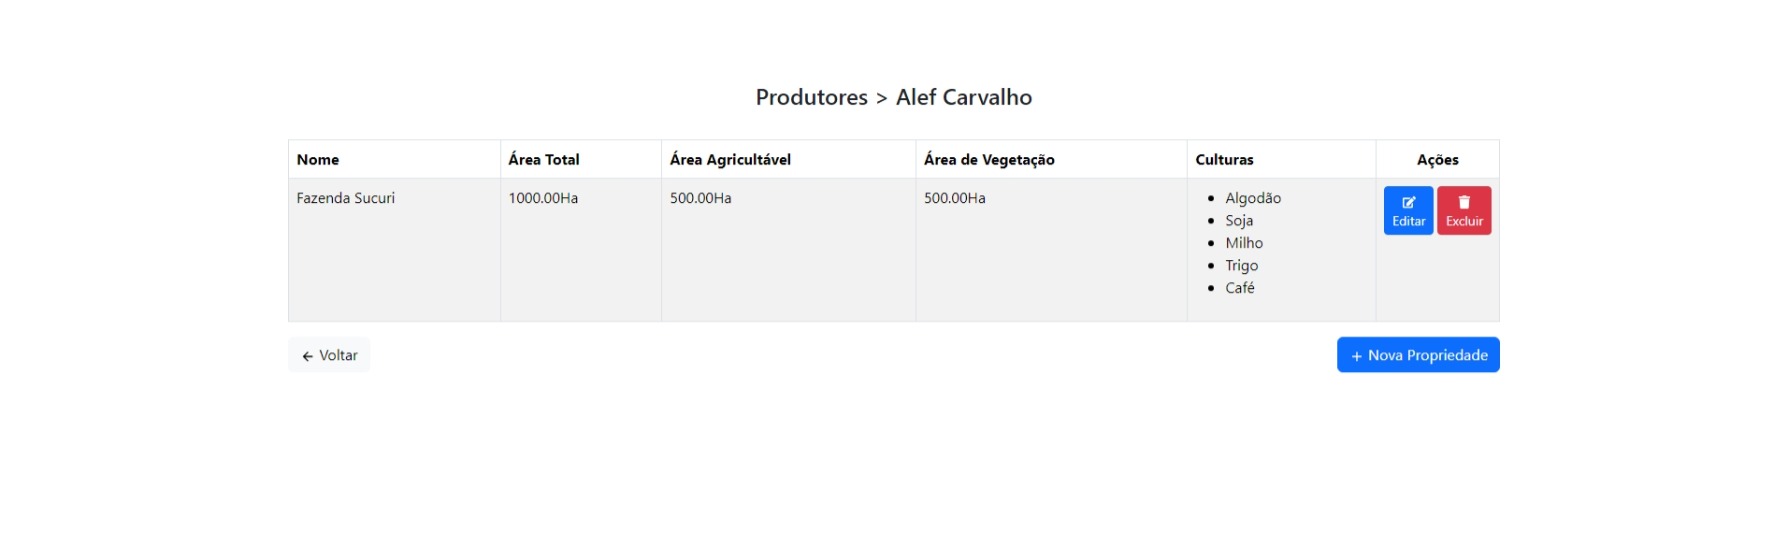 Produtores > Alef Carvalho
Nome Área Total Área Agricultável Área de Vegetação Culturas Ações
Fazenda Sucuri 1000.00Ha 500.00Ha 500.00Ha
Algodão
Soja
Milho
Trigo
Café
Editar Excluir
Voltar
+ Nova Propriedade